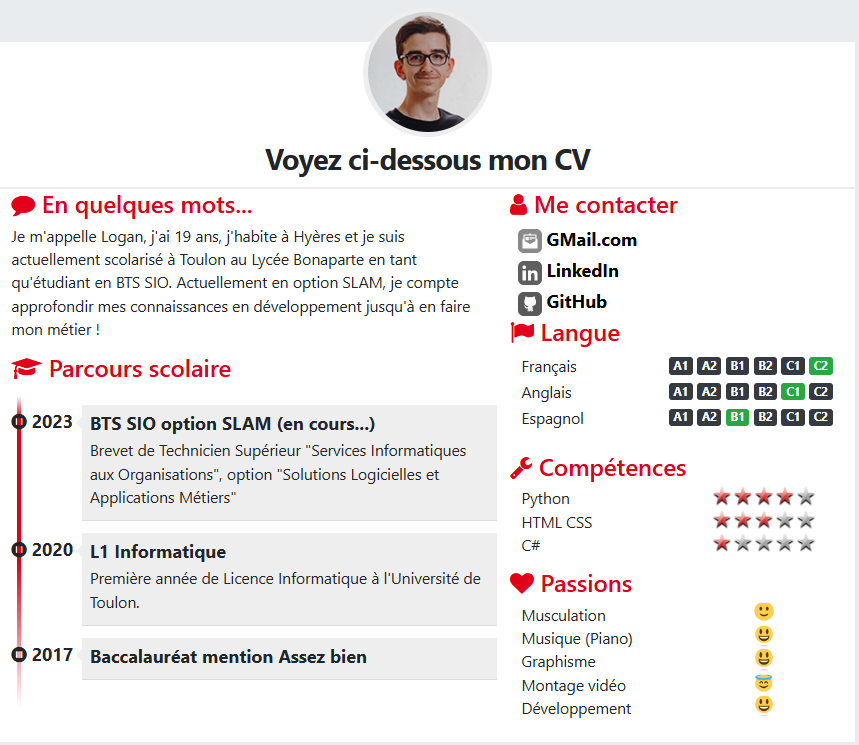 Voyez ci-dessous mon CV
En quelques mots...
Je m'appelle Logan, j'ai 19 ans, j'habite à Hyères et je suis
actuellement scolarisé à Toulon au Lycée Bonaparte en tant
qu'étudiant en BTS SIO. Actuellement en option SLAM, je compte
approfondir mes connaissances en développement jusqu'à en faire
mon métier !
Parcours scolaire
2023 BTS SIO option SLAM (en cours...)
Brevet de Technicien Supérieur "Services Informatiques
aux Organisations", option "Solutions Logicielles et
Applications Métiers"
2020 L1 Informatique
Première année de Licence Informatique à l'Université de
Toulon.
2017 Baccalauréat mention Assez bien
Me contacter
GMail.com
LinkedIn
GitHub
Langue
Français A1 A2 B1 B2 C1 C2
Anglais A1 A2 B1 B2 C1 C2
Espagnol A1 A2 B1 B2 C1 C2
Compétences
Python
HTML CSS
C#
Passions
Musculation
Musique (Piano)
Graphisme
Montage vidéo
Développement